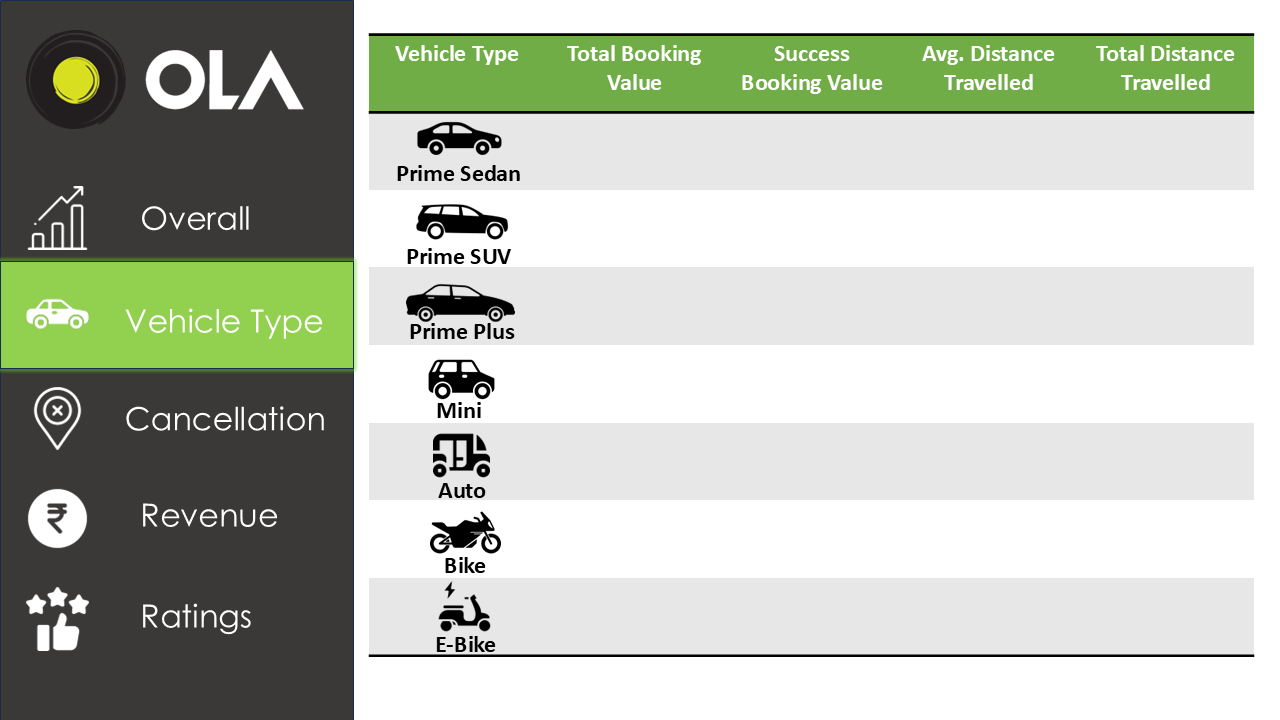 OLA
Overall
Vehicle Type
Cancellation
₹
Revenue
Ratings
Vehicle Type
Total Booking
Value
Success
Booking Value
Avg. Distance
Travelled
Total Distance
Travelled
Prime Sedan
Prime SUV
Prime Plus
Mini
Auto
Bike
E-Bike